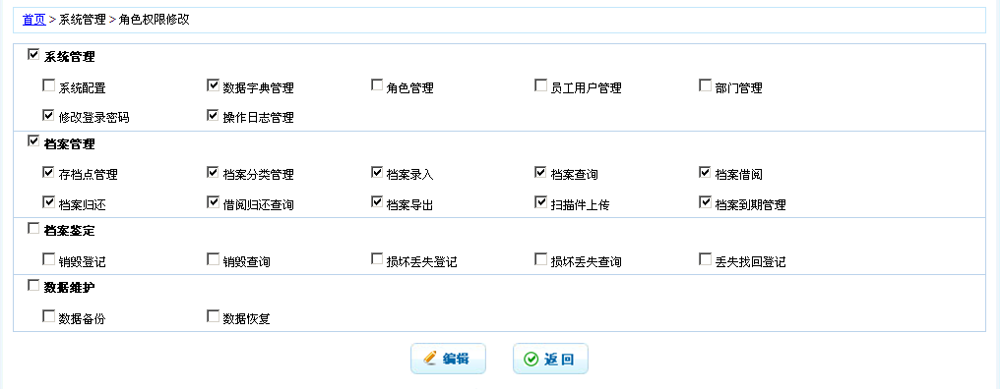 首页 > 系统管理 > 角色权限修改
系统管理
系统配置 数据字典管理 角色管理 员工用户管理 部门管理
修改登录密码 操作日志管理
档案管理
存档点管理 档案分类管理 档案录入 档案查询 档案借阅
档案归还 借阅归还查询 档案导出 扫描件上传 档案到期管理
档案鉴定
销毁登记 销毁查询 损坏丢失登记 损坏丢失查询 丢失找回登记
数据维护
数据备份 数据恢复
编辑 返回